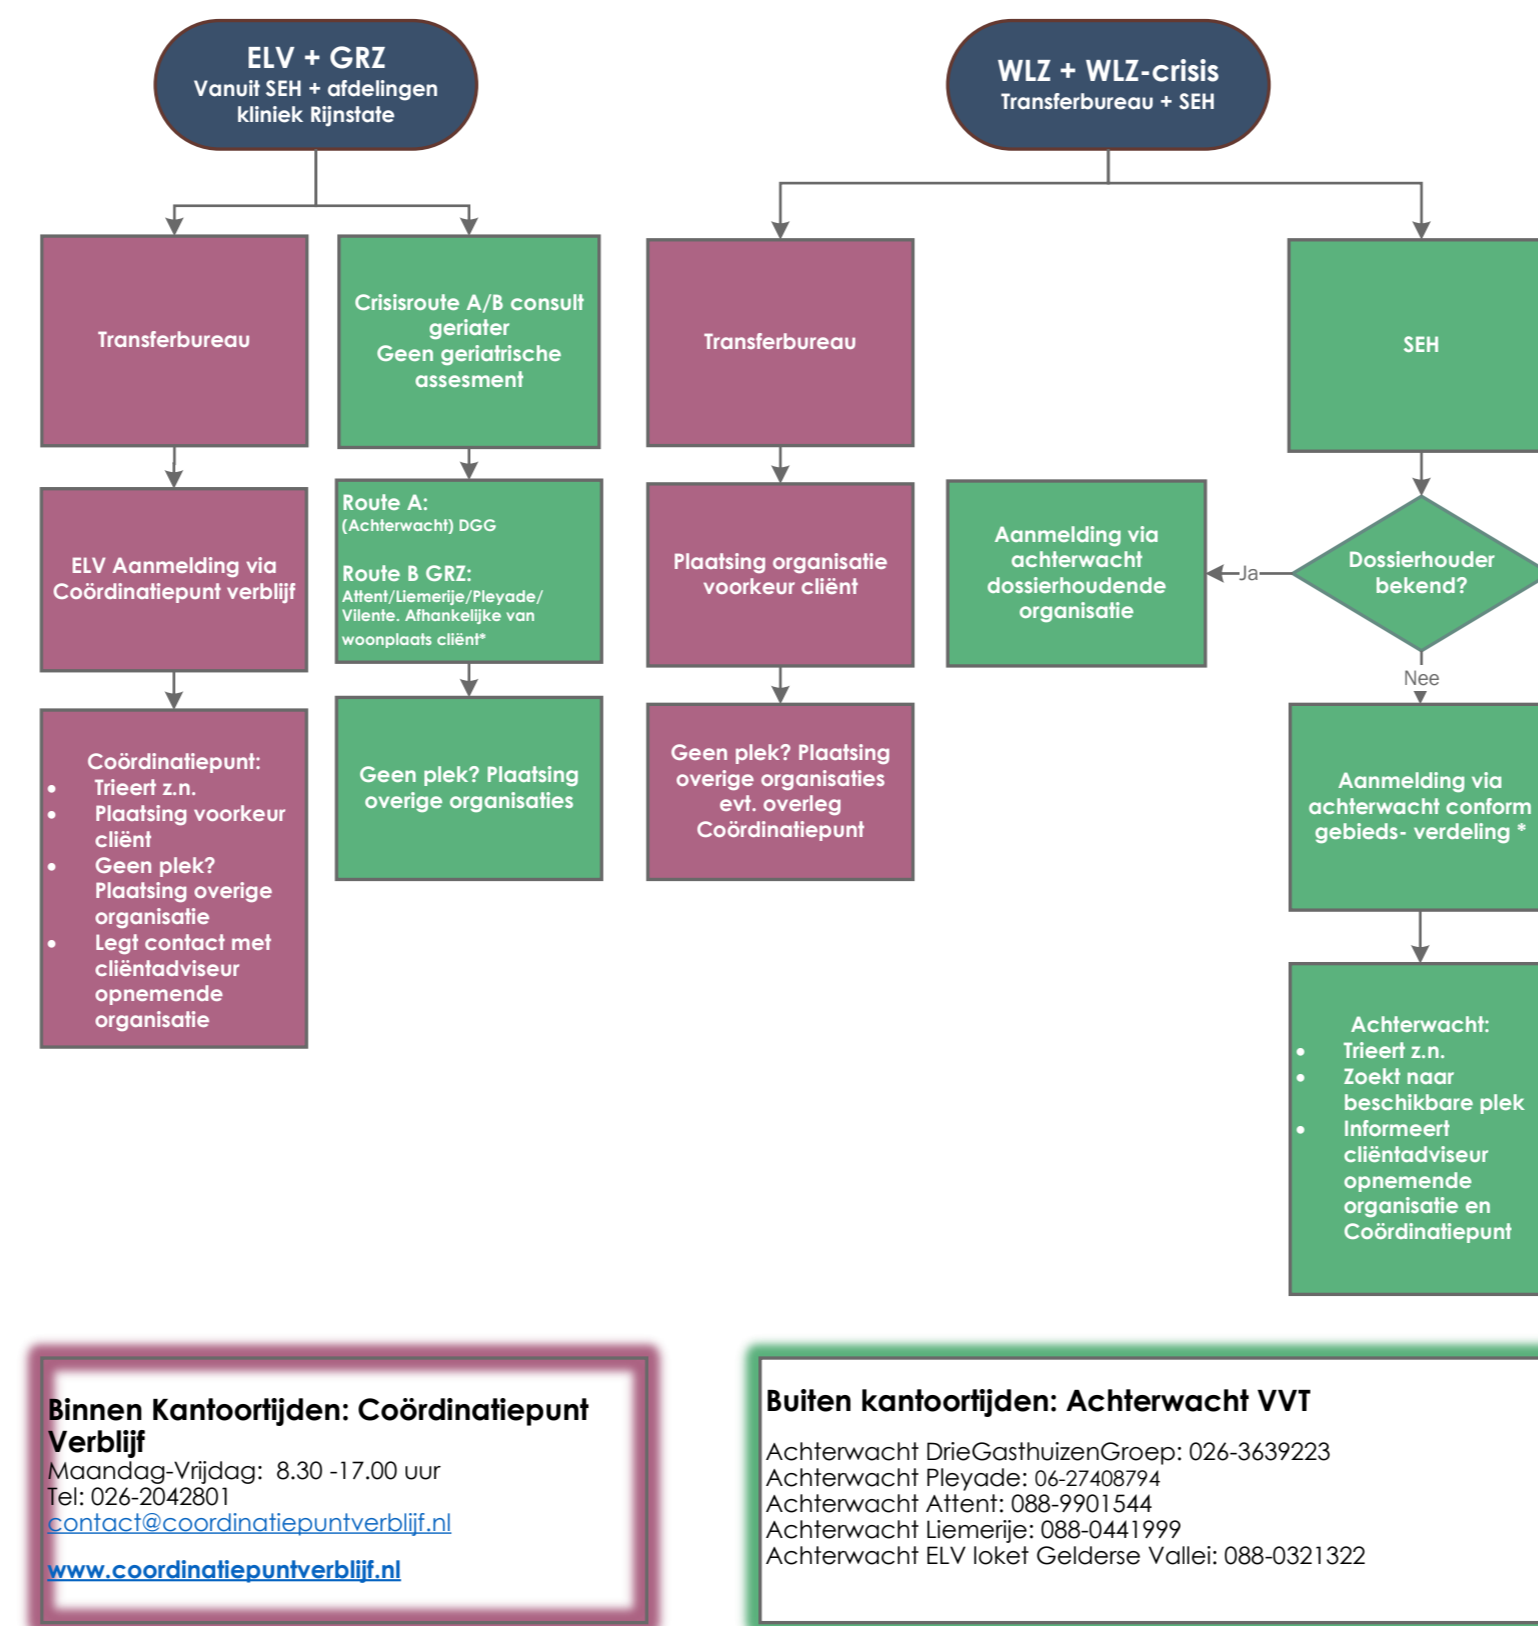 ELV + GRZ
Vanuit SEH + afdelingen
kliniek Rijnstate
WLZ + WLZ-crisis
Transferbureau + SEH
Transferbureau
Crisisroute A/B consult
geriater
Geen geriatrische
assesment
Transferbureau
SEH
ELV Aanmelding via
Coördinatiepunt verblijf
Route A:
(Achterwacht) DGG
Route B GRZ:
Attent/Liemerije/Pleyade/
Vilente. Afhankelijke van
woonplaats cliënt*
Plaatsing organisatie
voorkeur cliënt
Aanmelding via
achterwacht
dossierhoudende
organisatie
Ja
Dossierhouder
bekend?
Nee
Coördinatiepunt:
• Trieert z.n.
• Plaatsing voorkeur
cliënt
• Geen plek?
Plaatsing overige
organisatie
• Legt contact met
cliëntadviseur
opnemende
organisatie
Geen plek? Plaatsing
overige organisaties
Geen plek? Plaatsing
overige organisaties
evt. overleg
Coördinatiepunt
Aanmelding via
achterwacht conform
gebieds- verdeling *
Achterwacht:
• Trieert z.n.
• Zoekt naar
beschikbare plek
• Informeert
cliëntadviseur
opnemende
organisatie en
Coördinatiepunt
Binnen Kantoortijden: Coördinatiepunt
Verblijf
Maandag-Vrijdag: 8.30 -17.00 uur
Tel: 026-2042801
contact@coordinatiepuntverblijf.nl
www.coordinatiepuntverblijf.nl
Buiten kantoortijden: Achterwacht VVT
Achterwacht DrieGasthuizenGroep: 026-3639223
Achterwacht Pleyade: 06-27408794
Achterwacht Attent: 088-9901544
Achterwacht Liemerije: 088-0441999
Achterwacht ELV loket Gelderse Vallei: 088-0321322